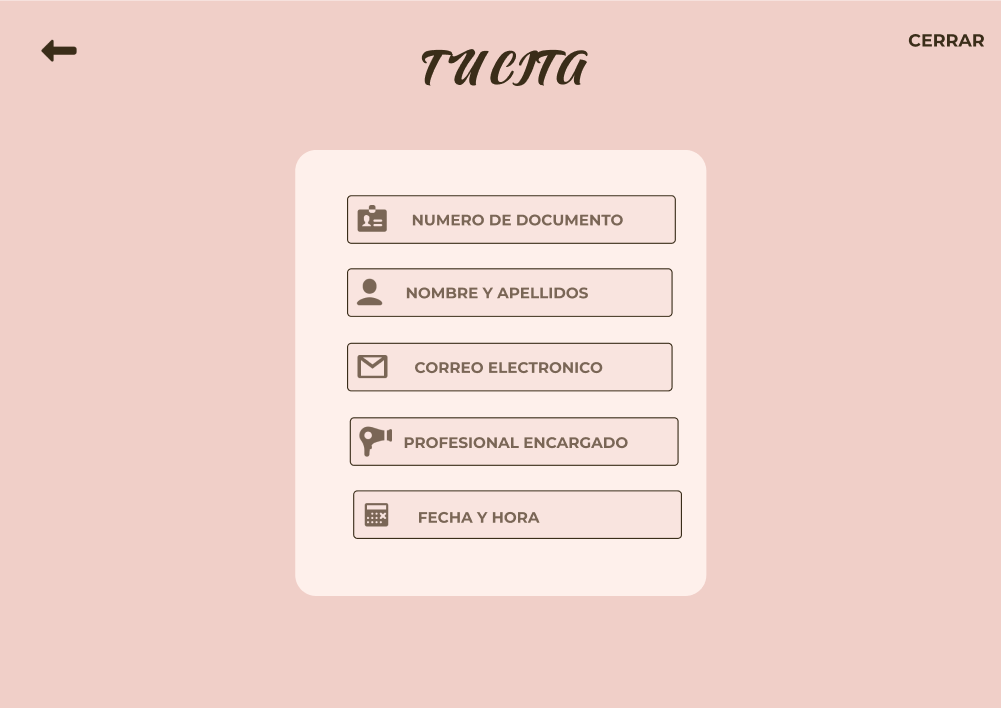 CERRAR
TU CITA
NUMERO DE DOCUMENTO
NOMBRE Y APELLIDOS
CORREO ELECTRONICO
PROFESIONAL ENCARGADO
FECHA Y HORA